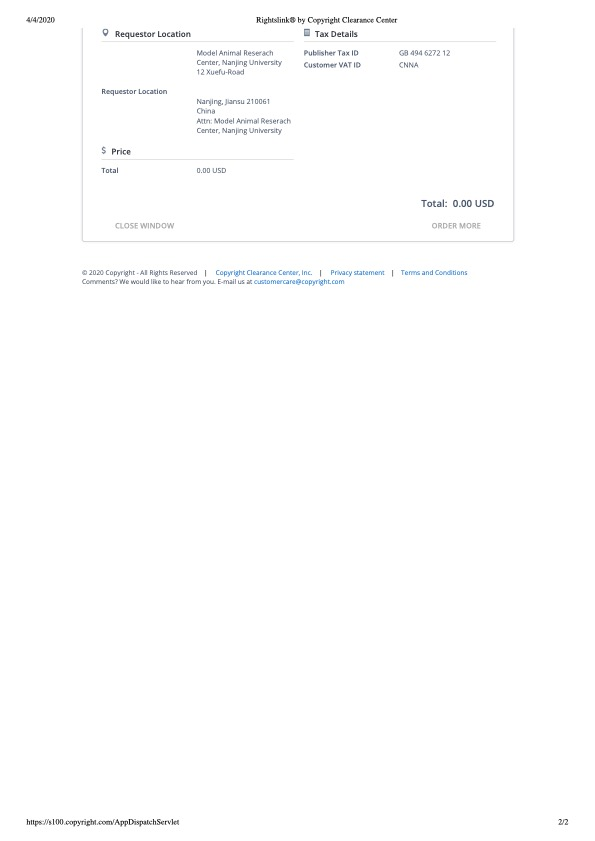 4/4/2020
Rightslink® by Copyright Clearance Center
Requestor Location
Model Animal Reserach
Center, Nanjing University
12 Xuefu-Road
Requestor Location
Nanjing, Jiansu 210061
China
Attn: Model Animal Reserach
Center, Nanjing University
Tax Details
Publisher Tax ID GB 494 6272 12
Customer VAT ID CNNA
$ Price
Total 0.00 USD
Total: 0.00 USD
CLOSE WINDOW
ORDER MORE
© 2020 Copyright - All Rights Reserved | Copyright Clearance Center, Inc. | Privacy statement | Terms and Conditions
Comments? We would like to hear from you. E-mail us at customercare@copyright.com
https://s100.copyright.com/AppDispatchServlet
2/2